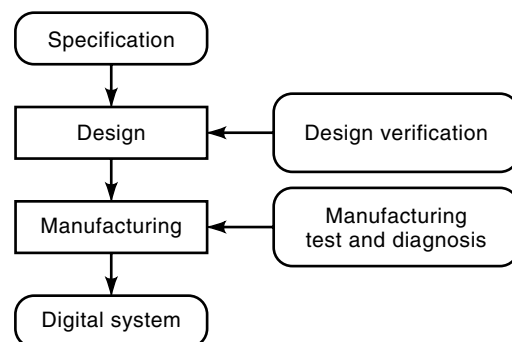 Specification
Design
Design verification
Manufacturing
Manufacturing
test and diagnosis
Digital system